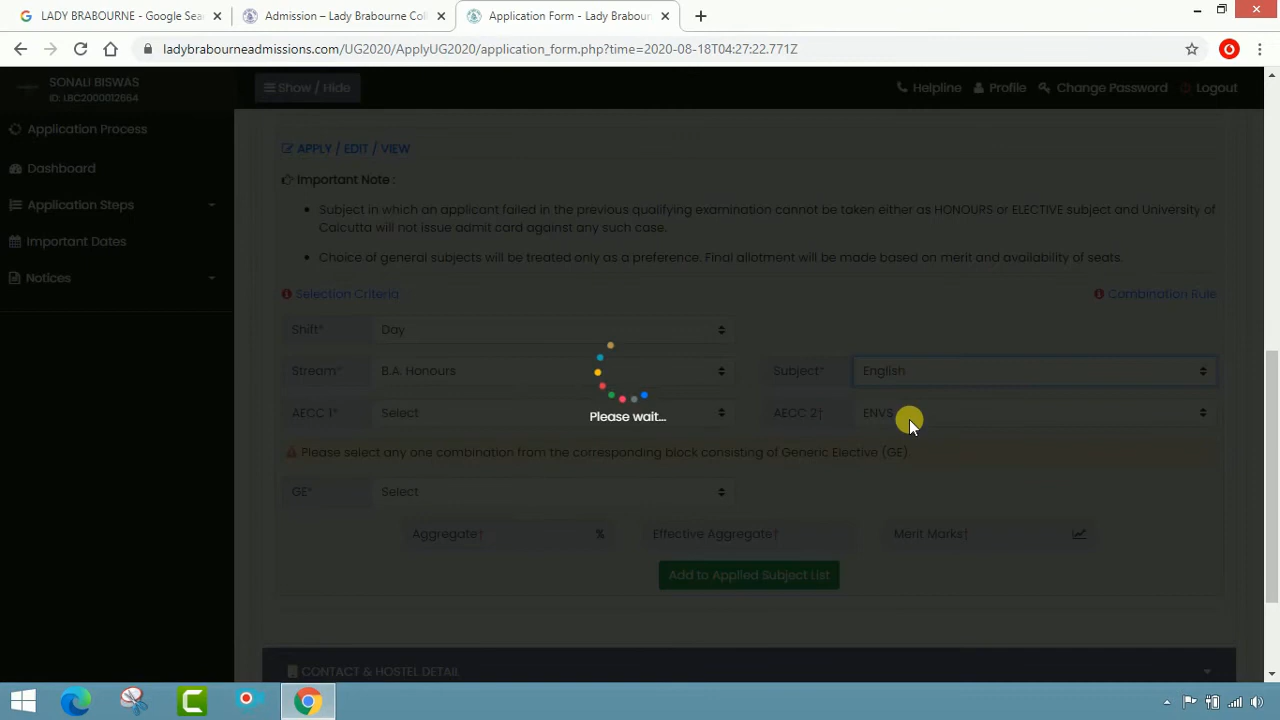 LADY BRABOURNE - Google Sea
Admission – Lady Brabourne Coll
Application Form - Lady Brabourn
ladybrabourneadmissions.com/UG2020/ApplyUG2020/application_form.php?time=2020-08-18T04:27:22.771Z
SONALI BISWAS
ID: LBC2000012664
Show / Hide
Helpline
Profile
Change Password
Logout
Application Process
Dashboard
Application Steps
Important Dates
Notices
APPLY / EDIT / VIEW
Important Note :
Subject in which an applicant failed in the previous qualifying examination cannot be taken either as HONOURS or ELECTIVE subject and University of
Calcutta will not issue admit card against any such case.
Choice of general subjects will be treated only as a preference. Final allotment will be made based on merit and availability of seats.
Selection Criteria
Combination Rule
Shift* Day
Stream* B.A. Honours Subject* English
AECC 1* Select AECC 2† ENVS
Please wait...
Please select any one combination from the corresponding block consisting of Generic Elective (GE)
GE* Select
Aggregate† % Effective Aggregate† Merit Marks†
Add to Applied Subject List
CONTACT & HOSTEL DETAIL